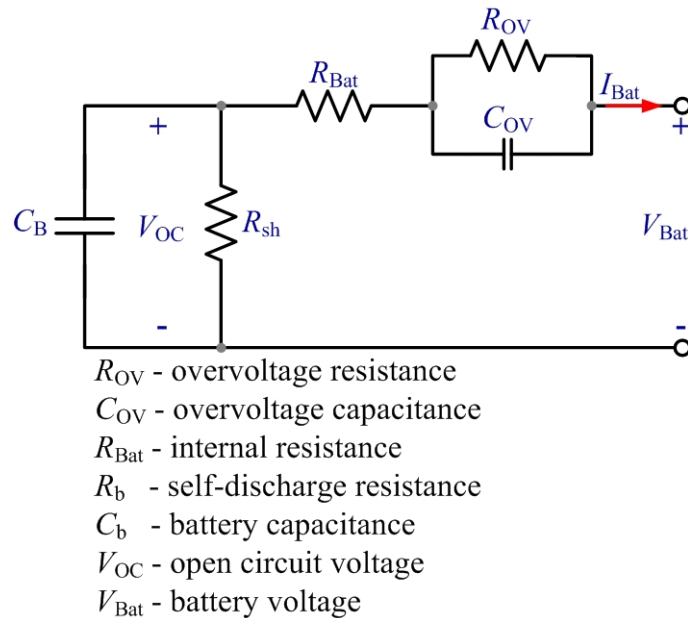 R_OV
R_Bat
I_Bat
C_OV
+
+
C_B
V_OC
R_sh
V_Bat
-
-
R_OV - overvoltage resistance
C_OV - overvoltage capacitance
R_Bat - internal resistance
R_b - self-discharge resistance
C_b - battery capacitance
V_OC - open circuit voltage
V_Bat - battery voltage